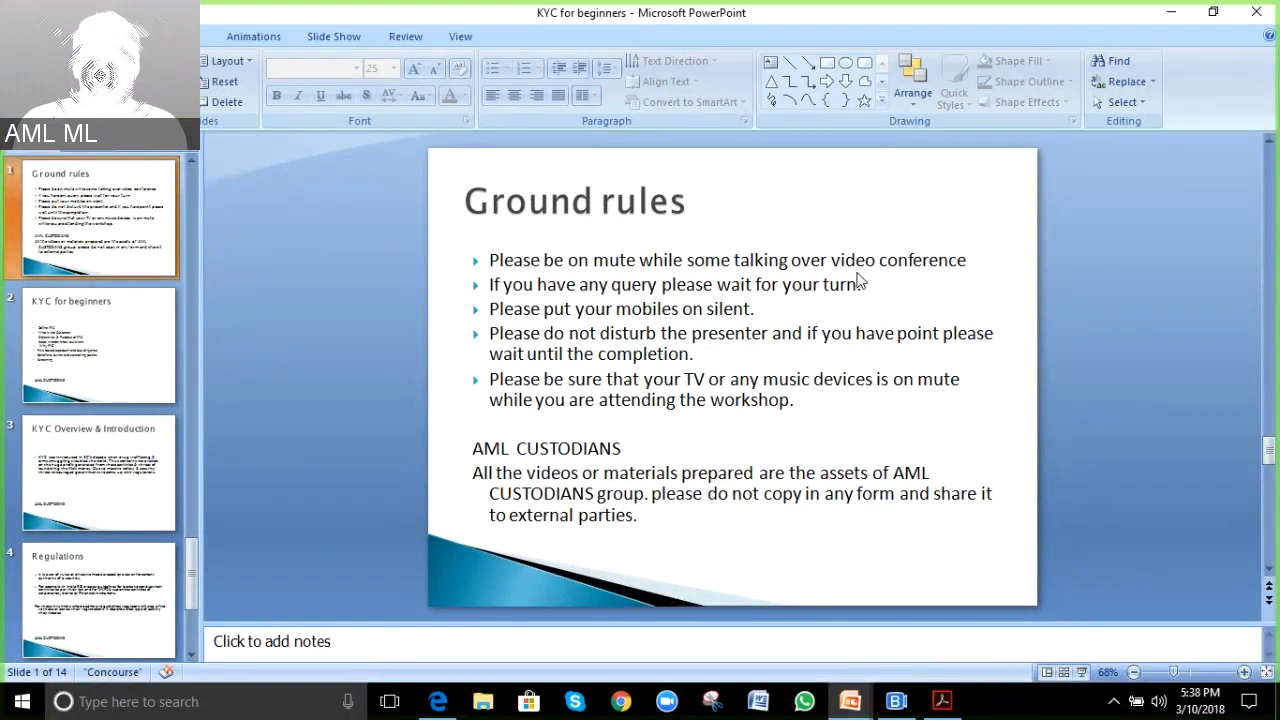 KYC for beginners - Microsoft PowerPoint
Animations Slide Show Review View
Layout
Reset
Delete
25
Text Direction
Align Text
Convert to SmartArt
Arrange
Quick
Styles
Shape Fill
Shape Outline
Shape Effects
Find
Replace
Select
Font Paragraph Drawing Editing
AML ML
1
Ground rules
2
KYC for beginners
3
KYC Overview & Introduction
4
Regulations
Ground rules
Please be on mute while some talking over video conference
If you have any query please wait for your turn
Please put your mobiles on silent.
Please do not disturb the presenter and if you have point please
wait until the completion.
Please be sure that your TV or any music devices is on mute
while you are attending the workshop.
AML CUSTODIANS
All the videos or materials prepared are the assets of AML
CUSTODIANS group. please do not copy in any form and share it
to external parties.
Click to add notes
Slide 1 of 14 "Concourse" 68%
Type here to search
5:38 PM
3/10/2018